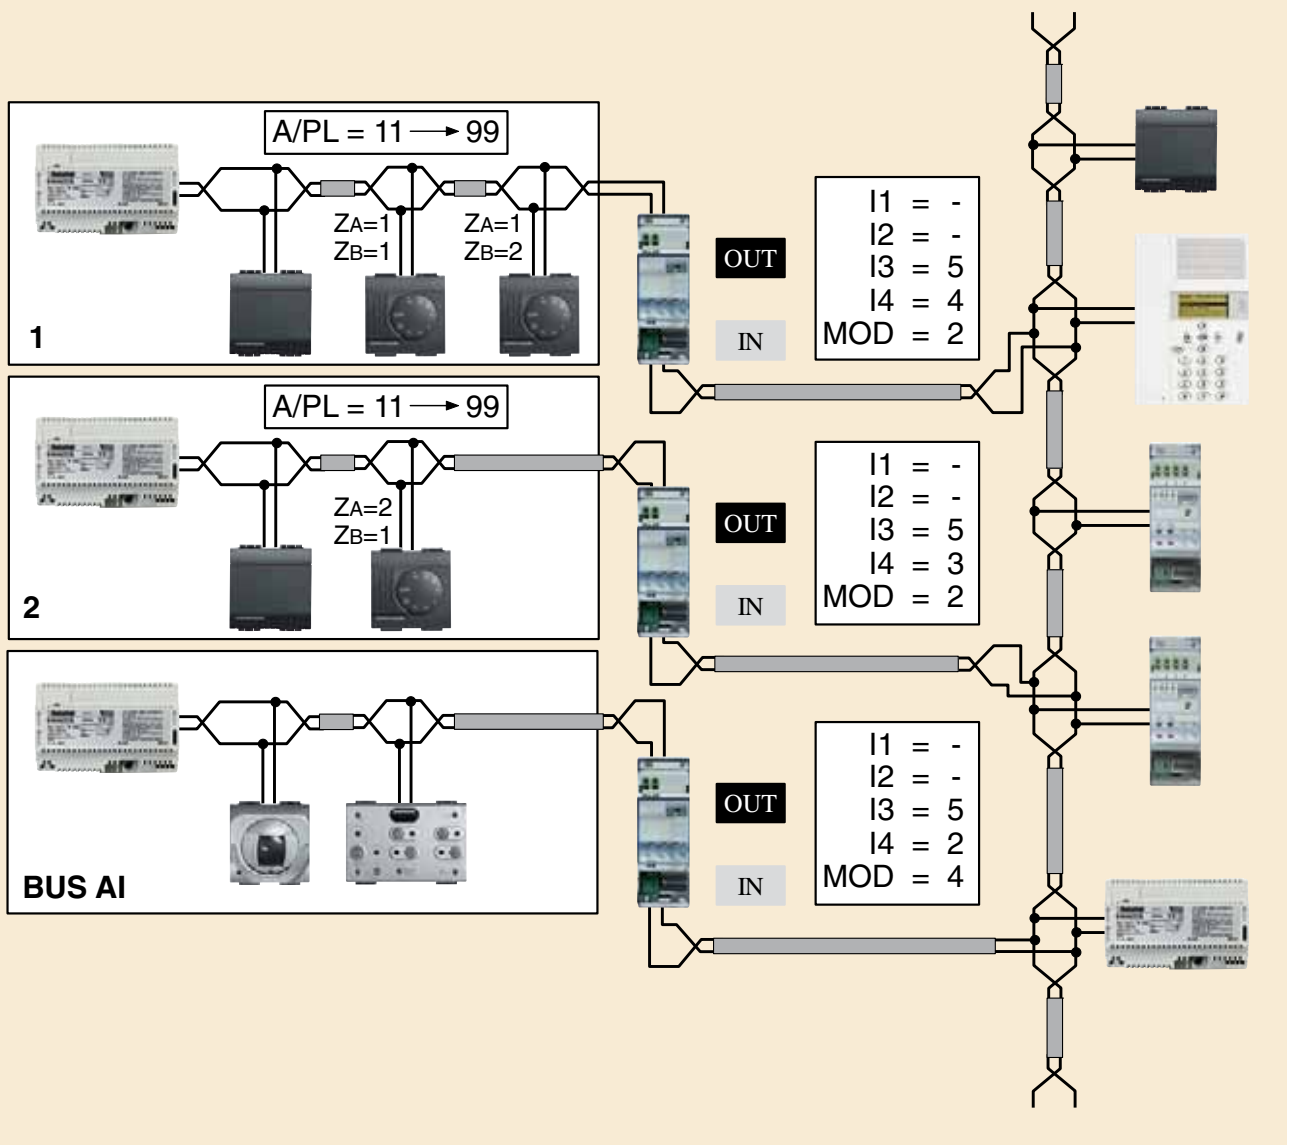 A/PL = 11 → 99
ZA=1
ZB=1
ZA=1
ZB=2
1
OUT
IN
I1 = -
I2 = -
I3 = 5
I4 = 4
MOD = 2
A/PL = 11 → 99
ZA=2
ZB=1
2
OUT
IN
I1 = -
I2 = -
I3 = 5
I4 = 3
MOD = 2
BUS AI
OUT
IN
I1 = -
I2 = -
I3 = 5
I4 = 2
MOD = 4